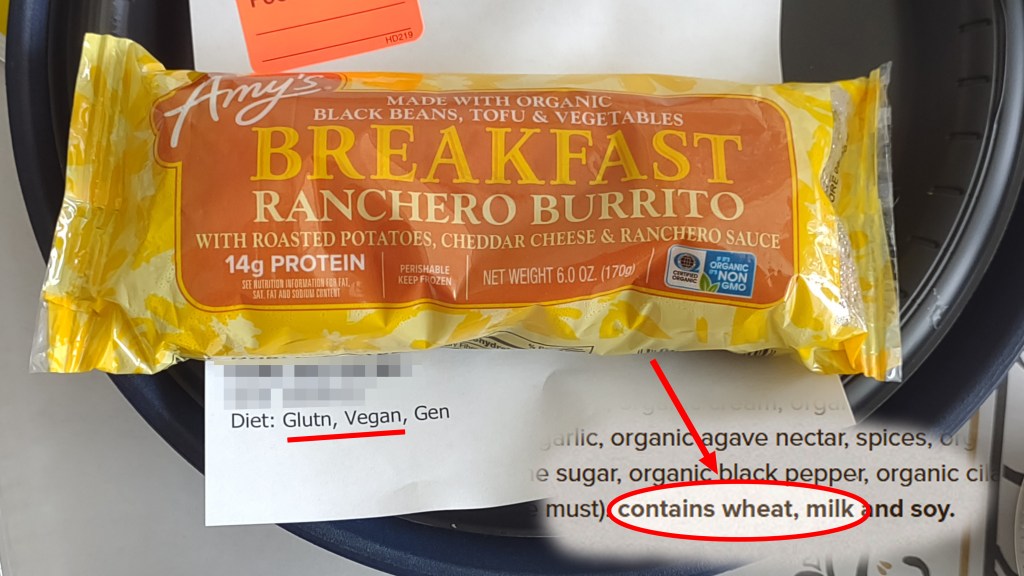 HD219
Amy's
MADE WITH ORGANIC
BLACK BEANS, TOFU & VEGETABLES
BREAKFAST
RANCHERO BURRITO
WITH ROASTED POTATOES, CHEDDAR CHEESE & RANCHERO SAUCE
14g PROTEIN
SEE NUTRITION INFORMATION FOR FAT,
SAT. FAT AND SODIUM CONTENT
PERISHABLE
KEEP FROZEN
NET WEIGHT 6.0 OZ. (170g)
CERTIFIED
ORGANIC
IF IT'S
ORGANIC
IT'S NON
GMO
Diet: Glutn, Vegan, Gen
garlic, organic agave nectar, spices,
sugar, organic black pepper, organic
must), contains wheat, milk and soy.